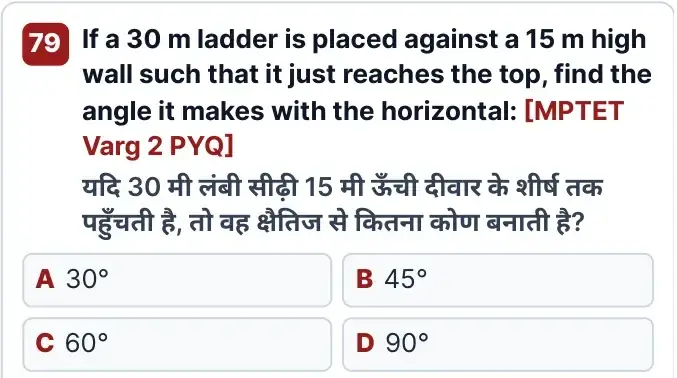 79 If a 30 m ladder is placed against a 15 m high
wall such that it just reaches the top, find the
angle it makes with the horizontal: [MPTET
Varg 2 PYQ]
यदि 30 मी लंबी सीढ़ी 15 मी ऊँची दीवार के शीर्ष तक
पहुँचती है, तो वह क्षैतिज से कितना कोण बनाती है?
A 30° B 45°
C 60° D 90°